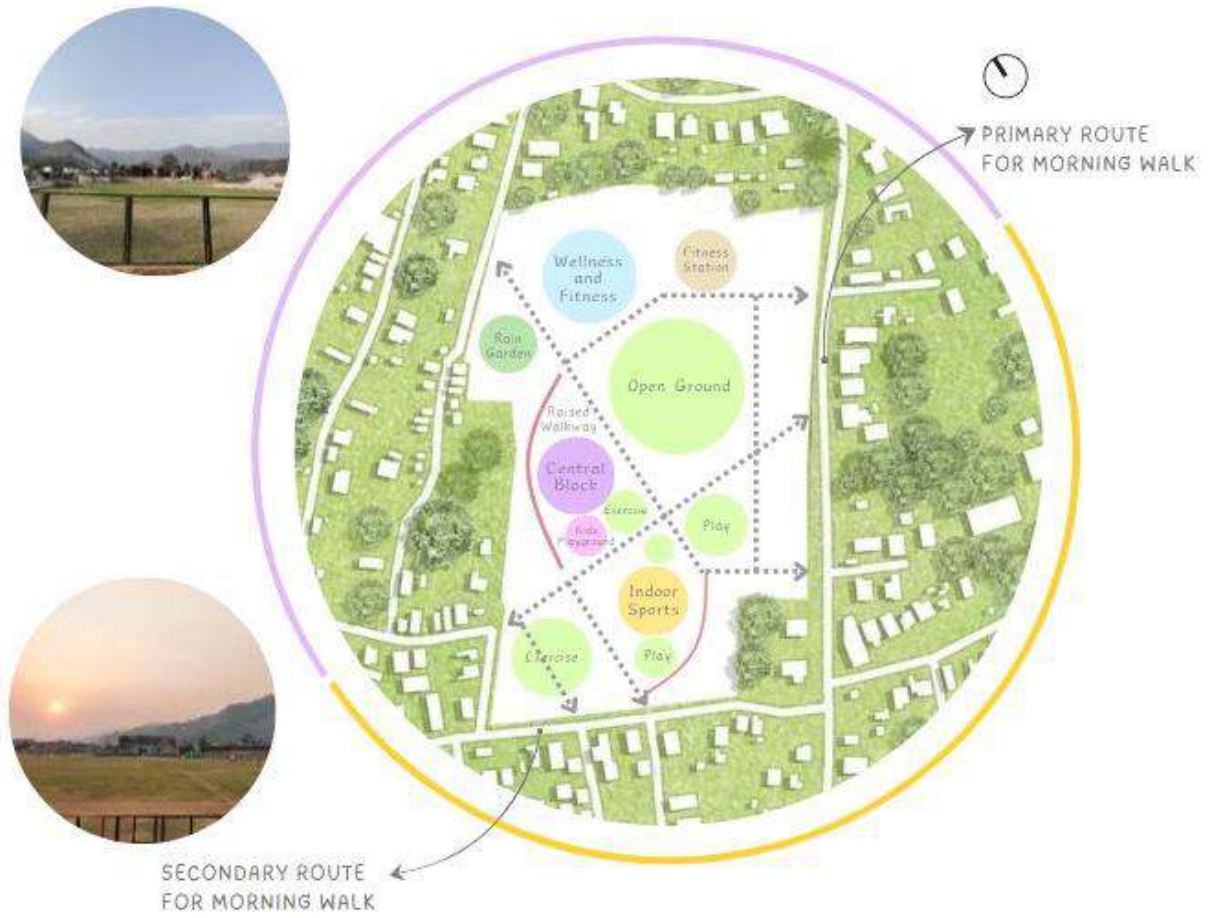 PRIMARY ROUTE
FOR MORNING WALK
Wellness
and
Fitness
Fitness
Station
Rain
Garden
Open Ground
Raised
Walkway
Central
Block
Exercise
Kids
Playground
Play
Indoor
Sports
Exercise
Play
SECONDARY ROUTE
FOR MORNING WALK